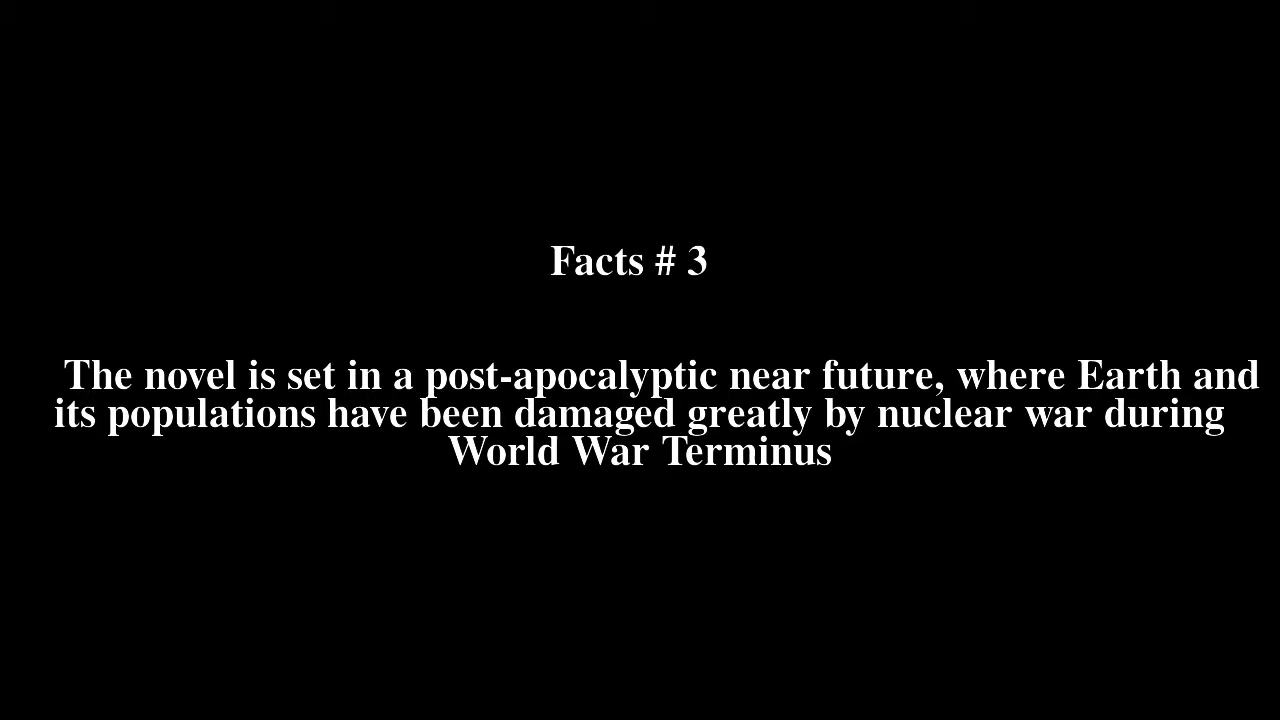 Facts # 3
The novel is set in a post-apocalyptic near future, where Earth and
its populations have been damaged greatly by nuclear war during
World War Terminus